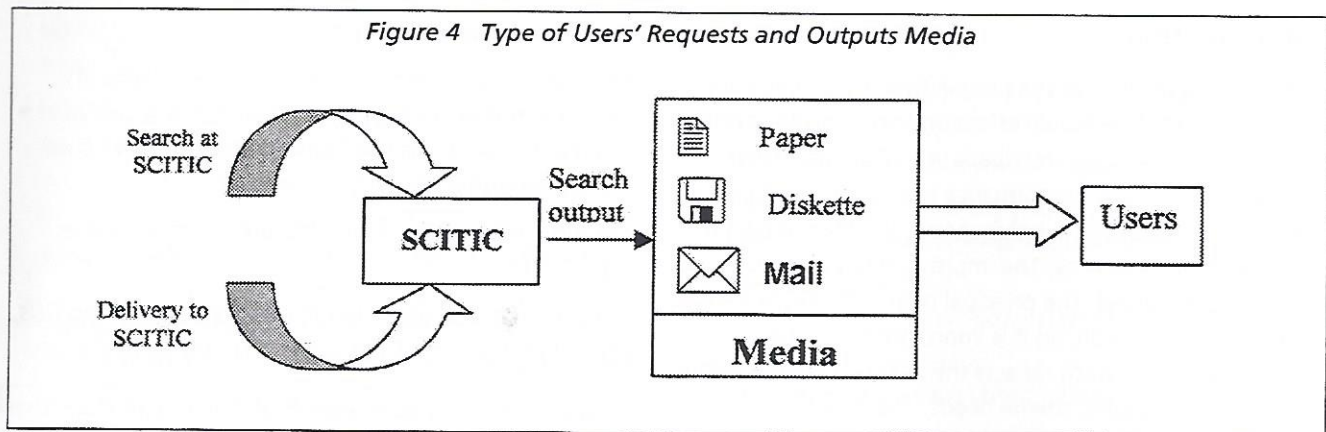 Figure 4 Type of Users' Requests and Outputs Media
Search at
SCITIC
Delivery to
SCITIC
SCITIC
Search
output
Paper
Diskette
Mail
Media
Users